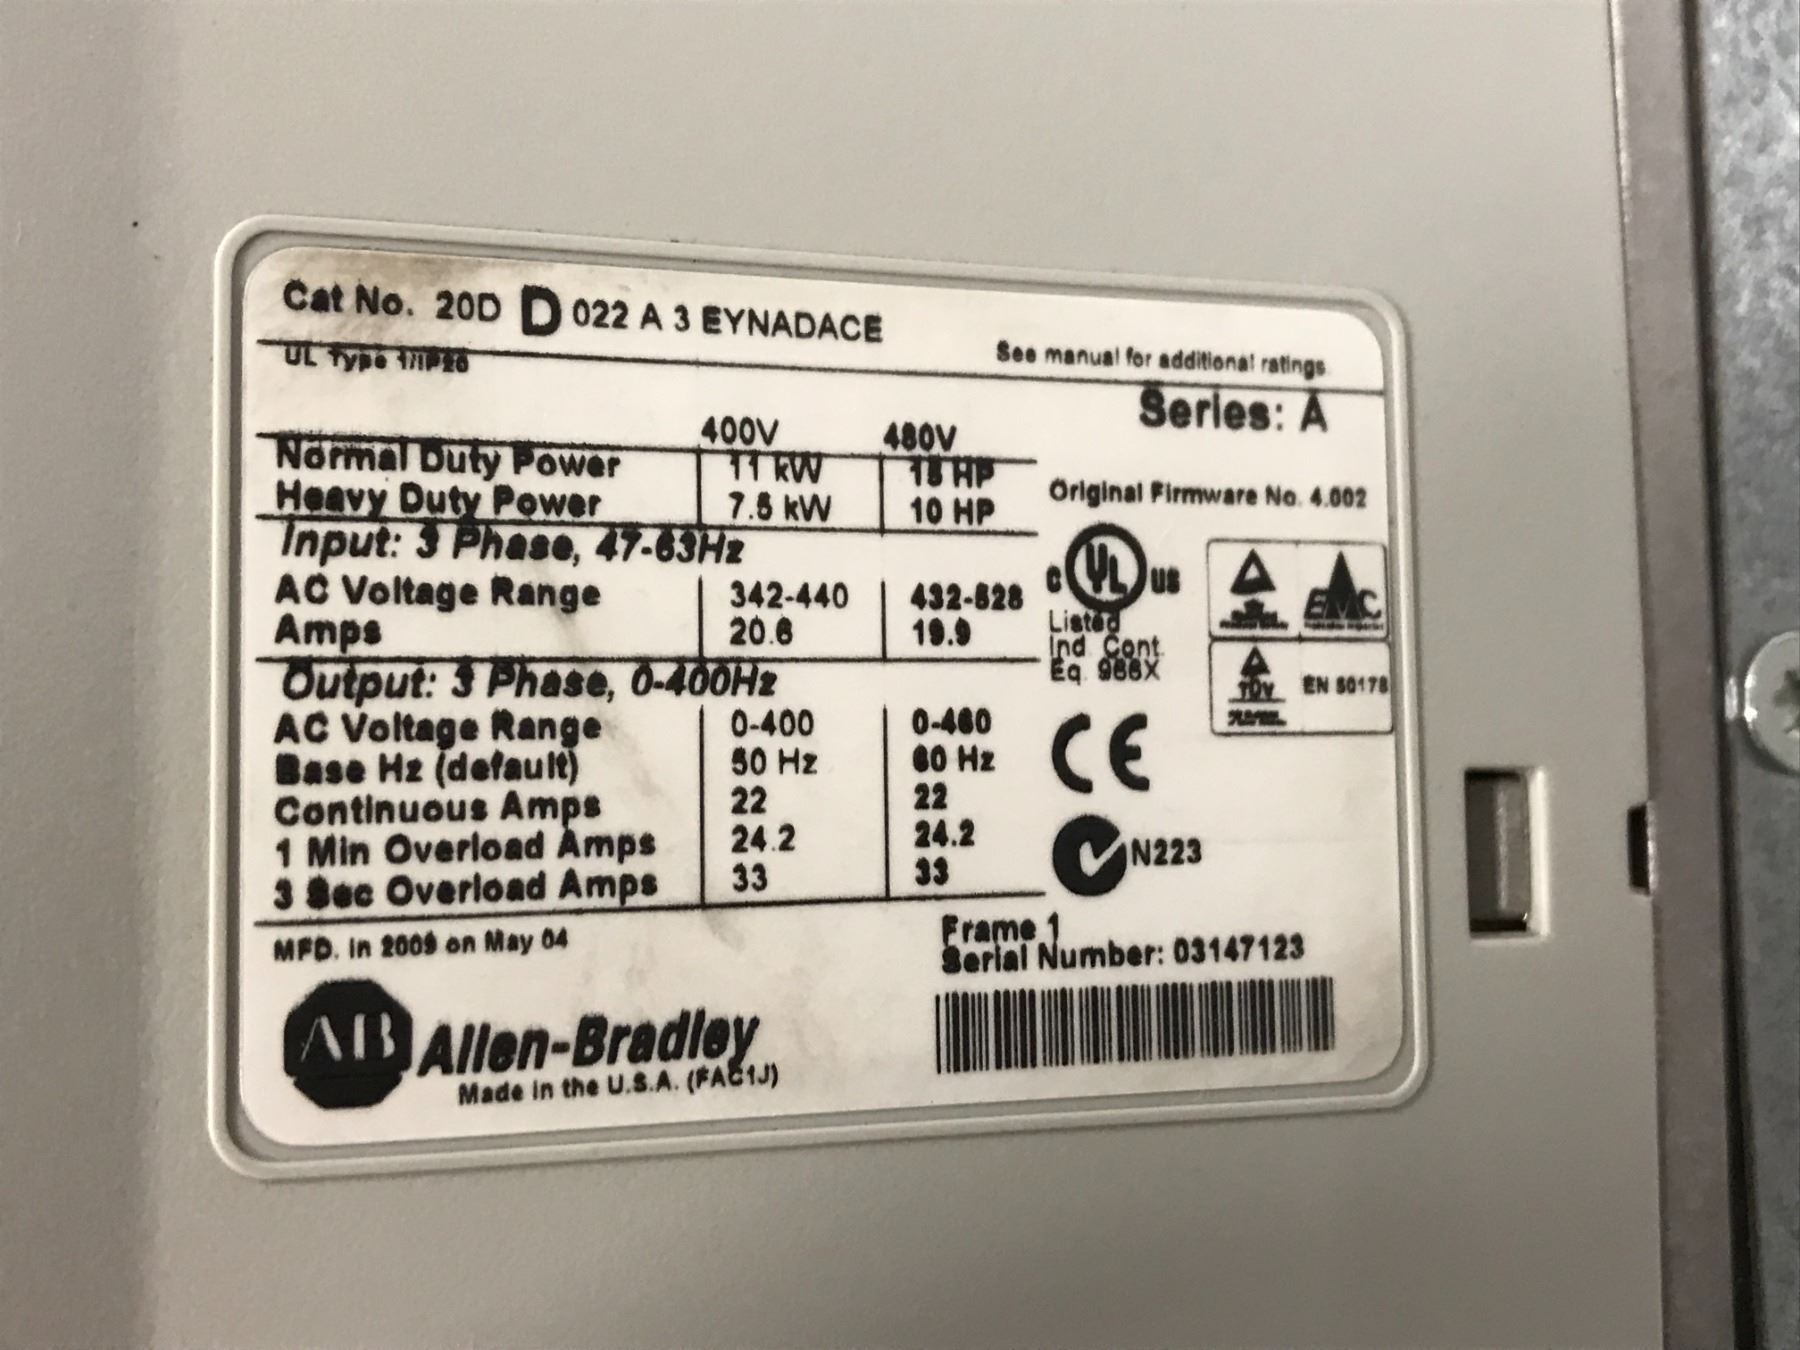 Cat No. 20D D 022 A 3 EYNADACE
UL Type 1/IP20
See manual for additional ratings
Series: A
400V 480V
Normal Duty Power 11 kW 15 HP
Heavy Duty Power 7.5 kW 10 HP
Original Firmware No. 4.002
Input: 3 Phase, 47-63Hz
AC Voltage Range 342-440 432-528
Amps 20.6 19.9
C UL US
Listed
Ind Cont
Eq 966X
EMC
TÜV
EN 50178
Output: 3 Phase, 0-400Hz
AC Voltage Range 0-400 0-460
Base Hz (default) 50 Hz 60 Hz
Continuous Amps 22 22
1 Min Overload Amps 24.2 24.2
3 Sec Overload Amps 33 33
CE
N223
MFD. in 2009 on May 04
Frame 1
Serial Number: 03147123
AB Allen-Bradley
Made in the U.S.A. (FAC1J)